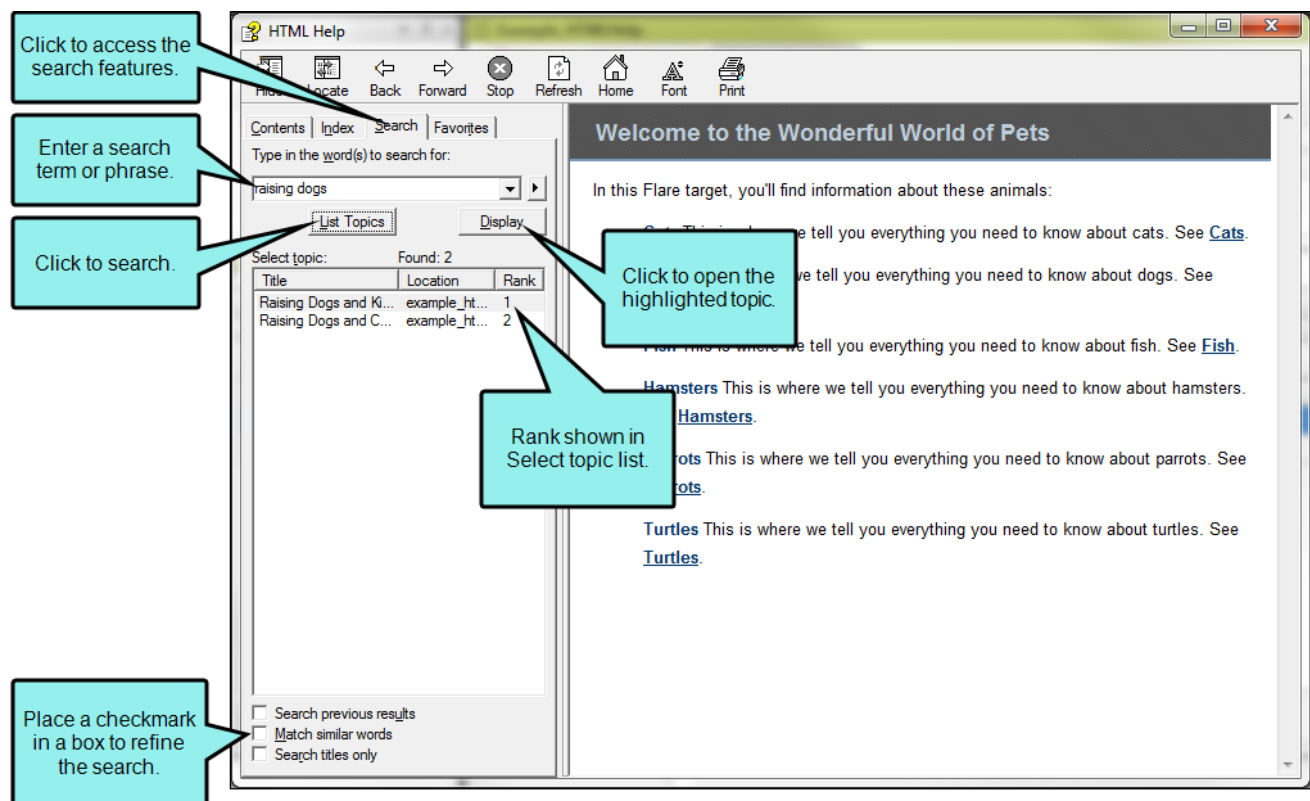 HTML Help
Click to access the
search features.
Locate Back Forward Stop Refresh Home Font Print
Contents Index Search Favorites
Type in the word(s) to search for:
Enter a search
term or phrase.
raising dogs
List Topics Display
Click to search.
Select topic: Found: 2
Title Location Rank
Raising Dogs and Ki... example_ht... 1
Raising Dogs and C... example_ht... 2
Click to open the
highlighted topic.
Rank shown in
Select topic list.
Place a checkmark
in a box to refine
the search.
Search previous results
Match similar words
Search titles only
Welcome to the Wonderful World of Pets
In this Flare target, you'll find information about these animals:
we tell you everything you need to know about cats. See Cats.
we tell you everything you need to know about dogs. See
Fish This is where we tell you everything you need to know about fish. See Fish.
Hamsters This is where we tell you everything you need to know about hamsters.
Hamsters.
This is where we tell you everything you need to know about parrots. See
Turtles This is where we tell you everything you need to know about turtles. See
Turtles.